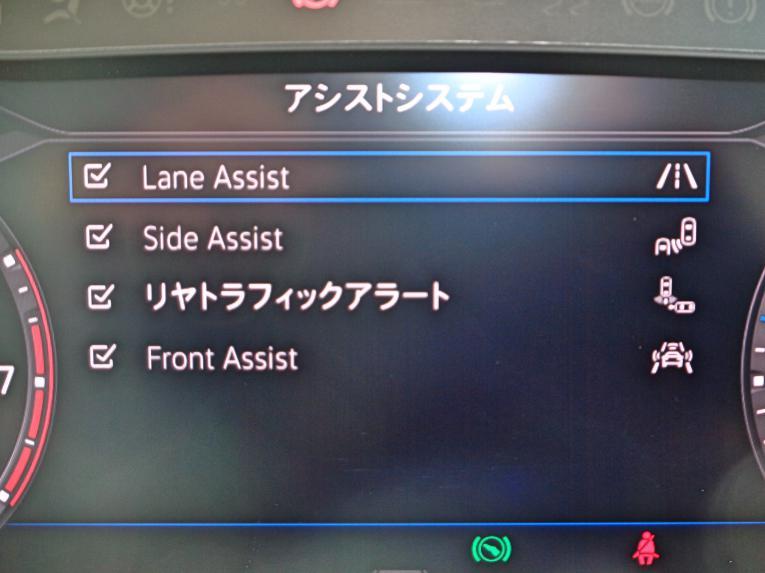 アシストシステム
Lane Assist
Side Assist
リヤトラフィックアラート
Front Assist
7